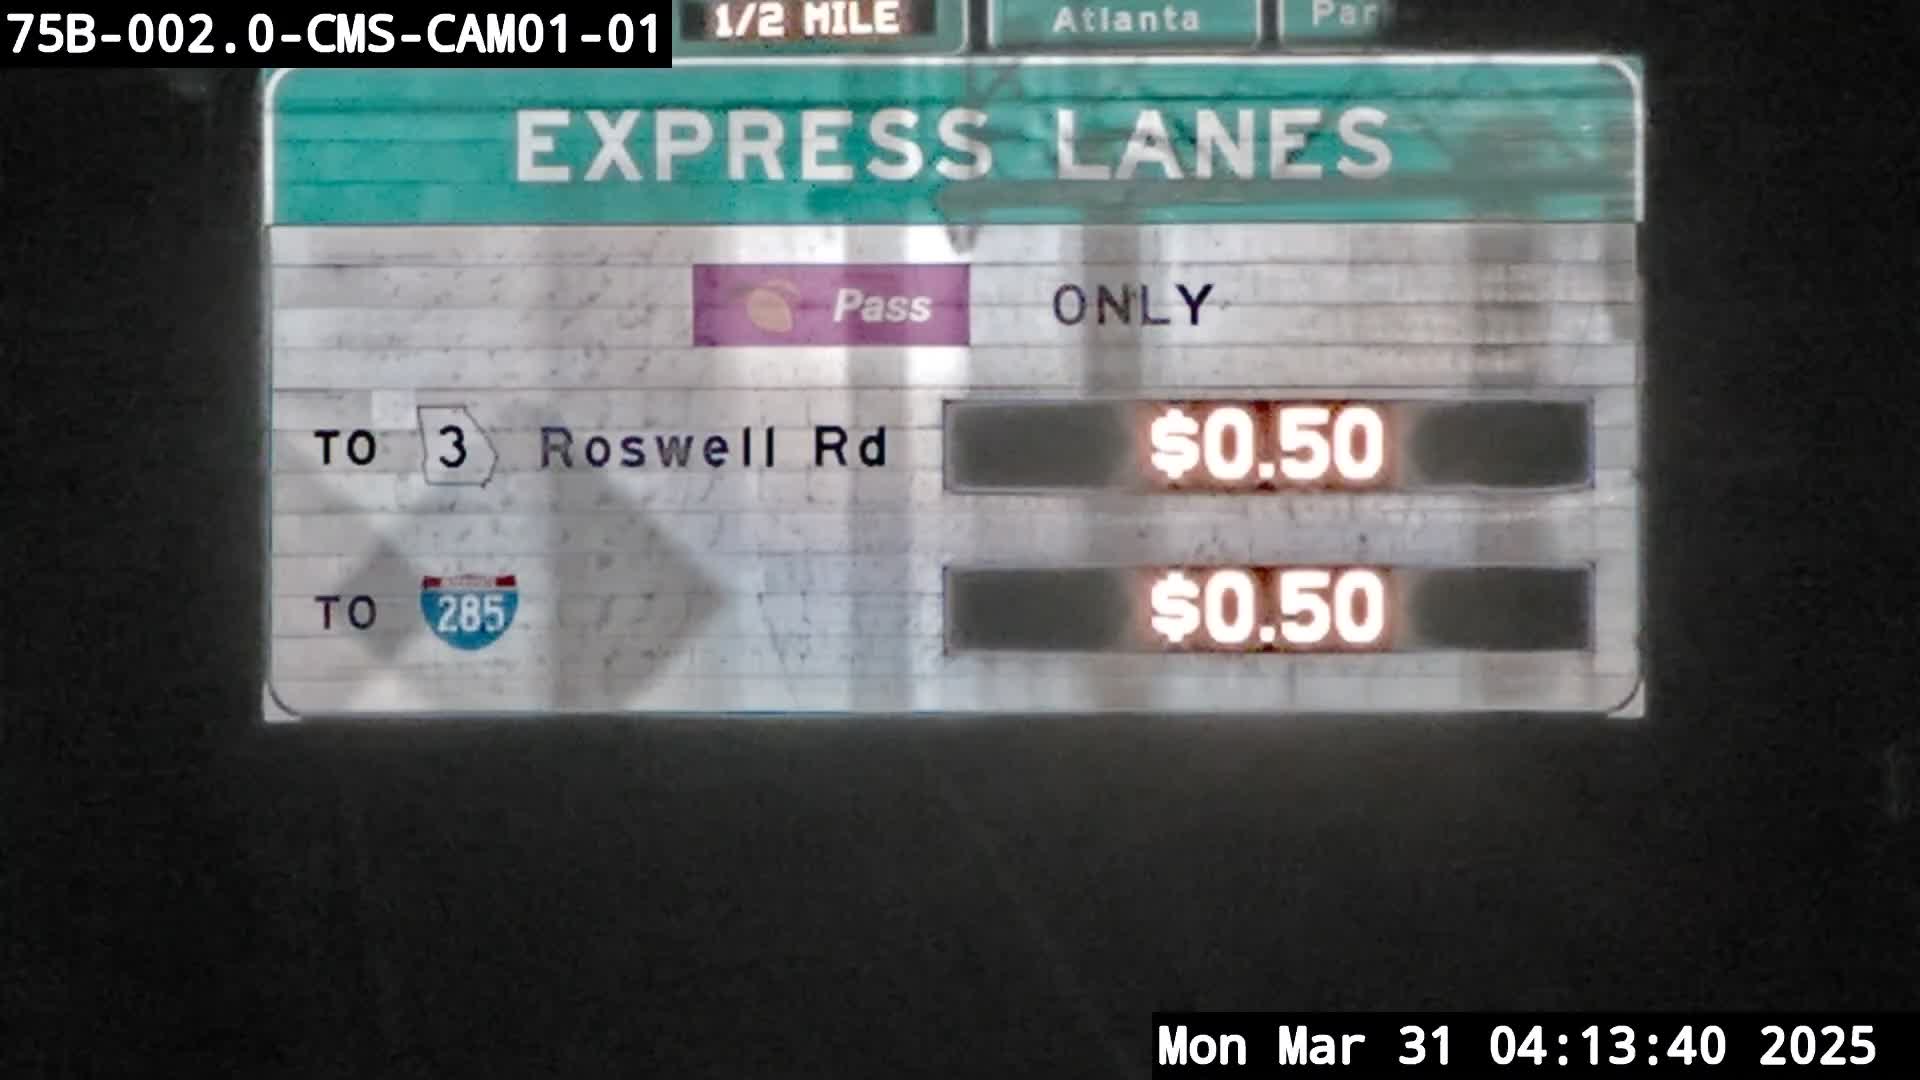 75B-002.0-CMS-CAM01-01
1/2 MILE
Atlanta
EXPRESS LANES
Pass ONLY
TO 3 Roswell Rd $0.50
TO 285 $0.50
Mon Mar 31 04:13:40 2025